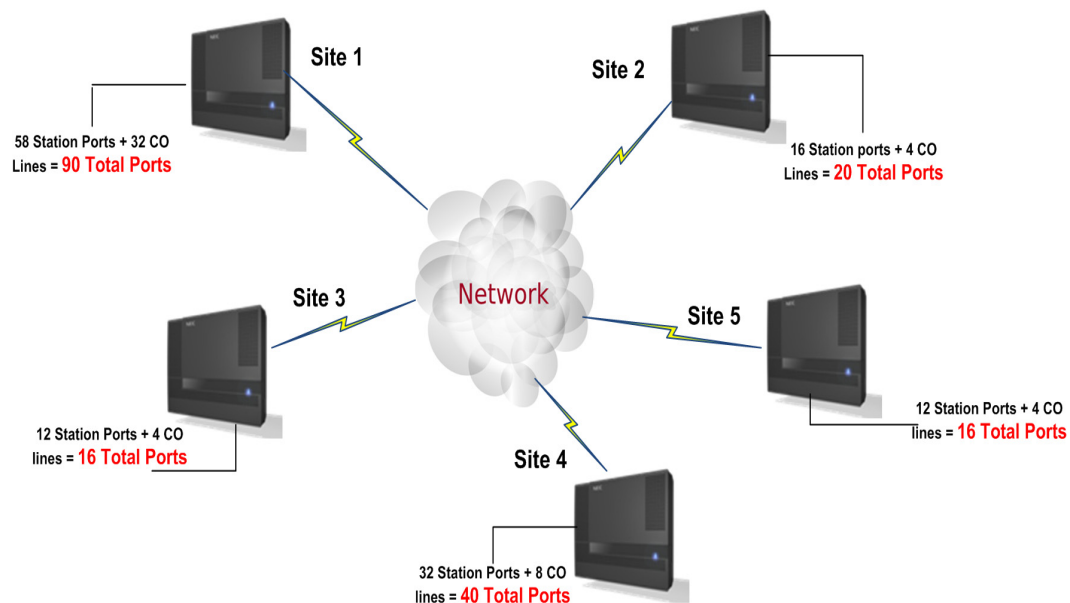 Site 1
Site 2
58 Station Ports + 32 CO
Lines = 90 Total Ports
16 Station ports + 4 CO
Lines = 20 Total Ports
Network
Site 3
Site 5
12 Station Ports + 4 CO
lines = 16 Total Ports
12 Station Ports + 4 CO
lines = 16 Total Ports
Site 4
32 Station Ports + 8 CO
lines = 40 Total Ports